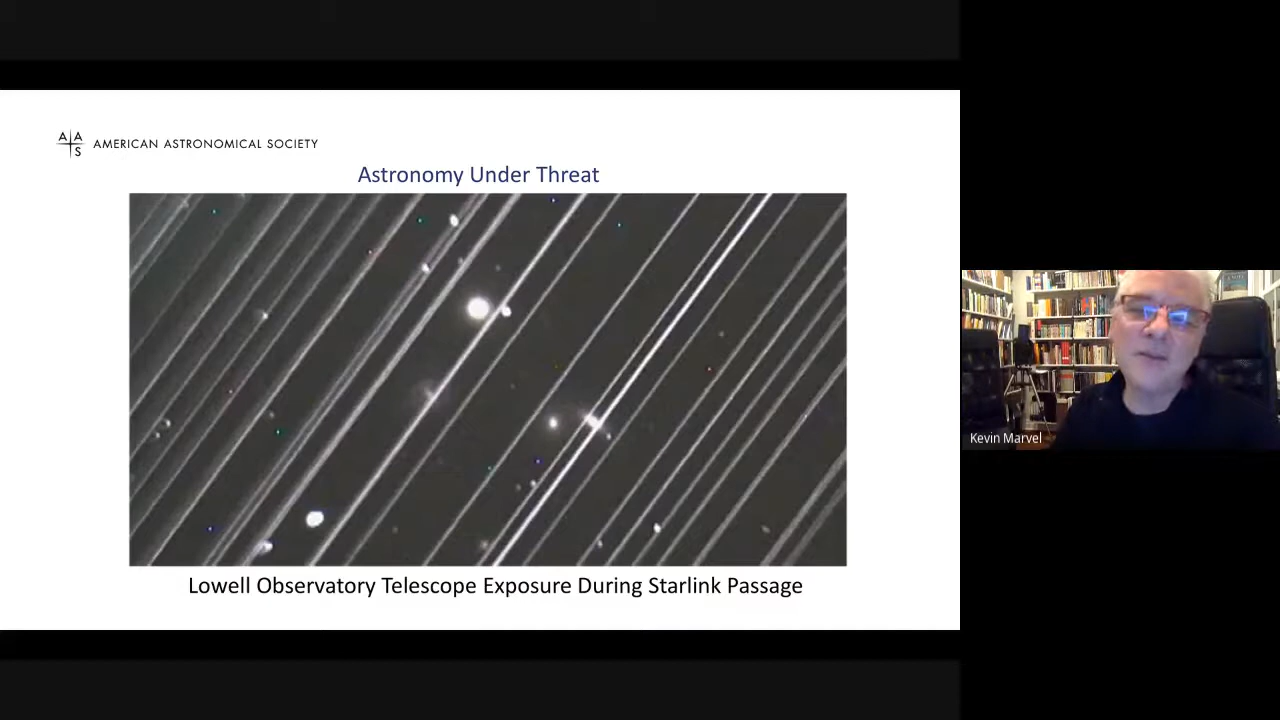 A A
S
AMERICAN ASTRONOMICAL SOCIETY
Astronomy Under Threat
Lowell Observatory Telescope Exposure During Starlink Passage
Kevin Marvel